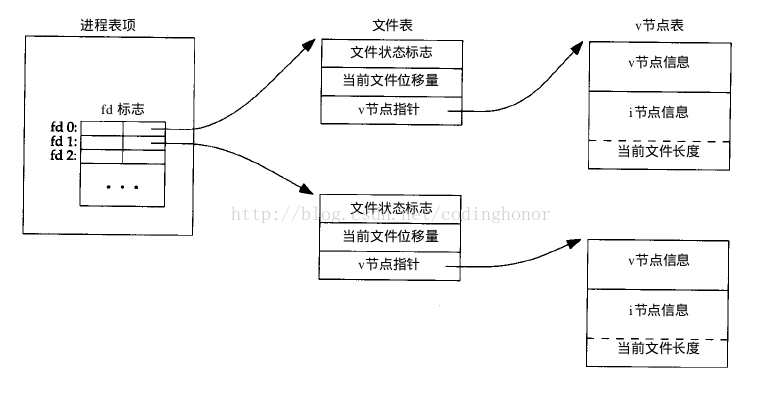 进程表项
文件表
v节点表
fd 标志
fd 0:
fd 1:
fd 2:
• • •
文件状态标志
当前文件位移量
v节点指针
v节点信息
i节点信息
当前文件长度
文件状态标志
当前文件位移量
v节点指针
v节点信息
i节点信息
当前文件长度
http://blog.csdn.net/codinghonor